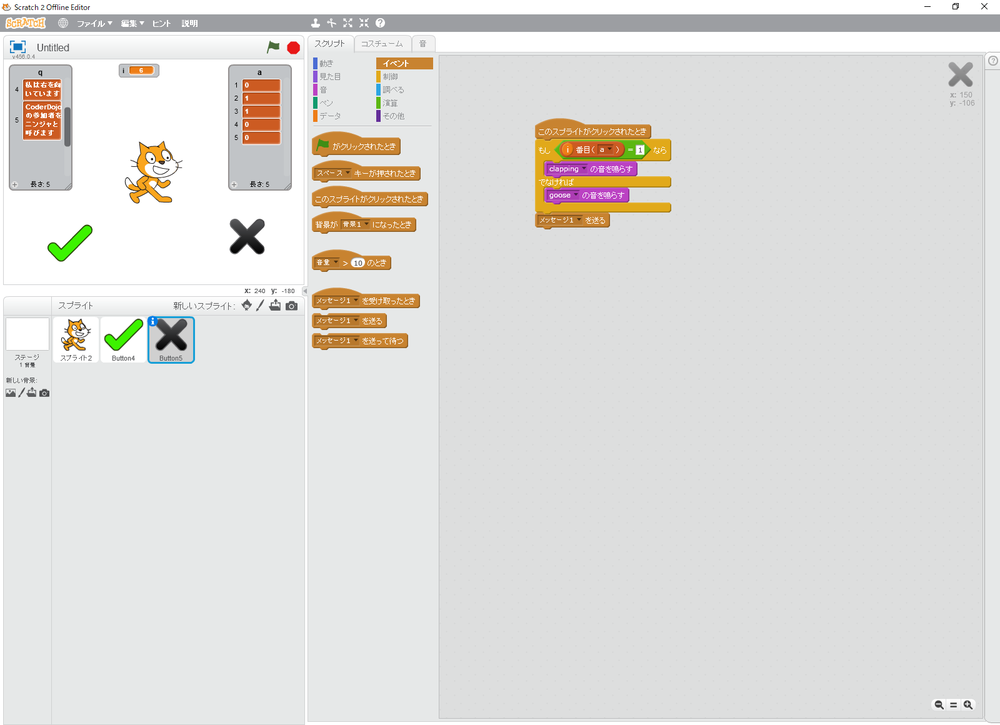 Scratch 2 Offline Editor
SCRATCH
ファイル
編集
ヒント
説明
Untitled
v456.0.4
q
4 私は右を向
いています
5 CoderDojo
の参加者を
ニンジャと
呼びます
長さ: 5
i 6
a
1 0
2 1
3 1
4 0
5 0
長さ: 5
x: 240 y: -180
スプライト
新しいスプライト:
ステージ
1 背景
新しい背景:
スプライト2
Button4
Button5
スクリプト
コスチューム
音
動き
イベント
見た目
制御
音
調べる
ペン
演算
データ
その他
がクリックされたとき
スペース キーが押されたとき
このスプライトがクリックされたとき
背景が 背景1 になったとき
音量 > 10 のとき
メッセージ1 を受け取ったとき
メッセージ1 を送る
メッセージ1 を送って待つ
このスプライトがクリックされたとき
もし i 番目( a ) = 1 なら
clapping の音を鳴らす
でなければ
goose の音を鳴らす
メッセージ1 を送る
x: 150
y: -106